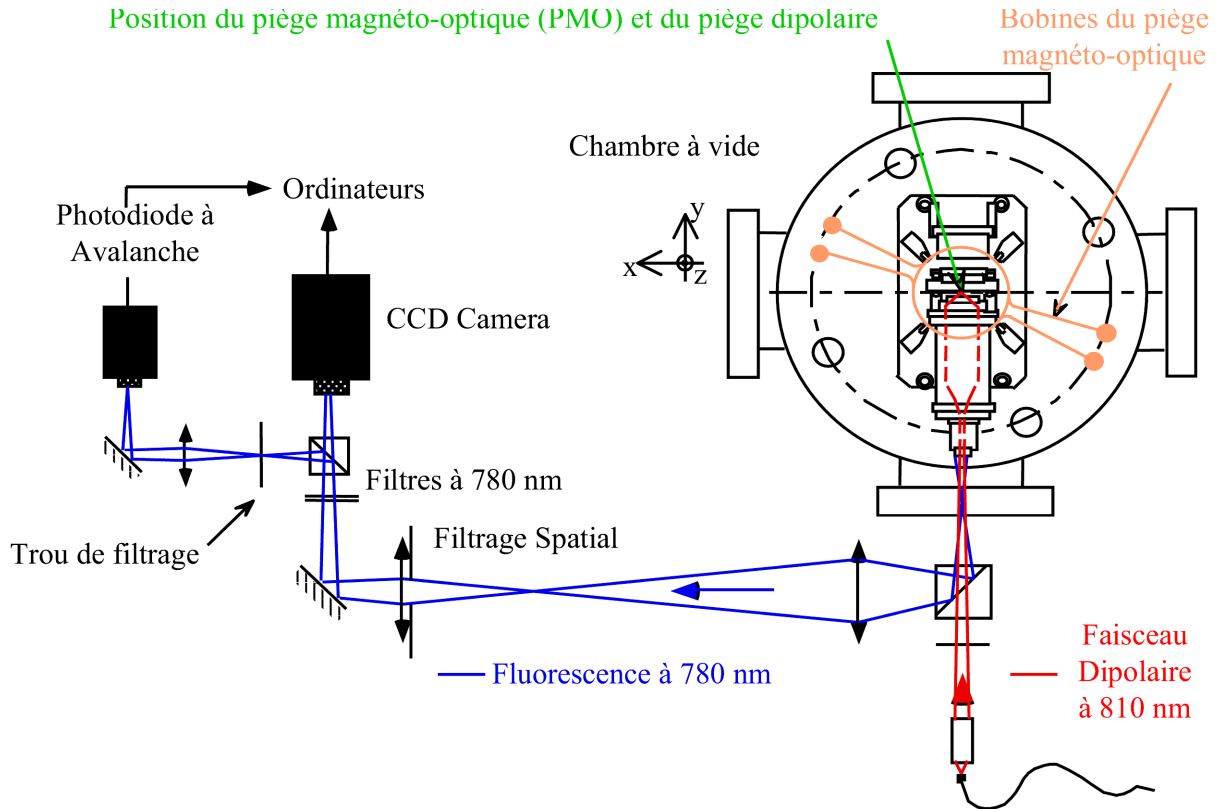 Position du piège magnéto-optique (PMO) et du piège dipolaire
Bobines du piège
magnéto-optique
Chambre à vide
Ordinateurs
Photodiode à
Avalanche
y
x
z
CCD Camera
Filtres à 780 nm
Trou de filtrage
Filtrage Spatial
Fluorescence à 780 nm
Faisceau
Dipolaire
à 810 nm